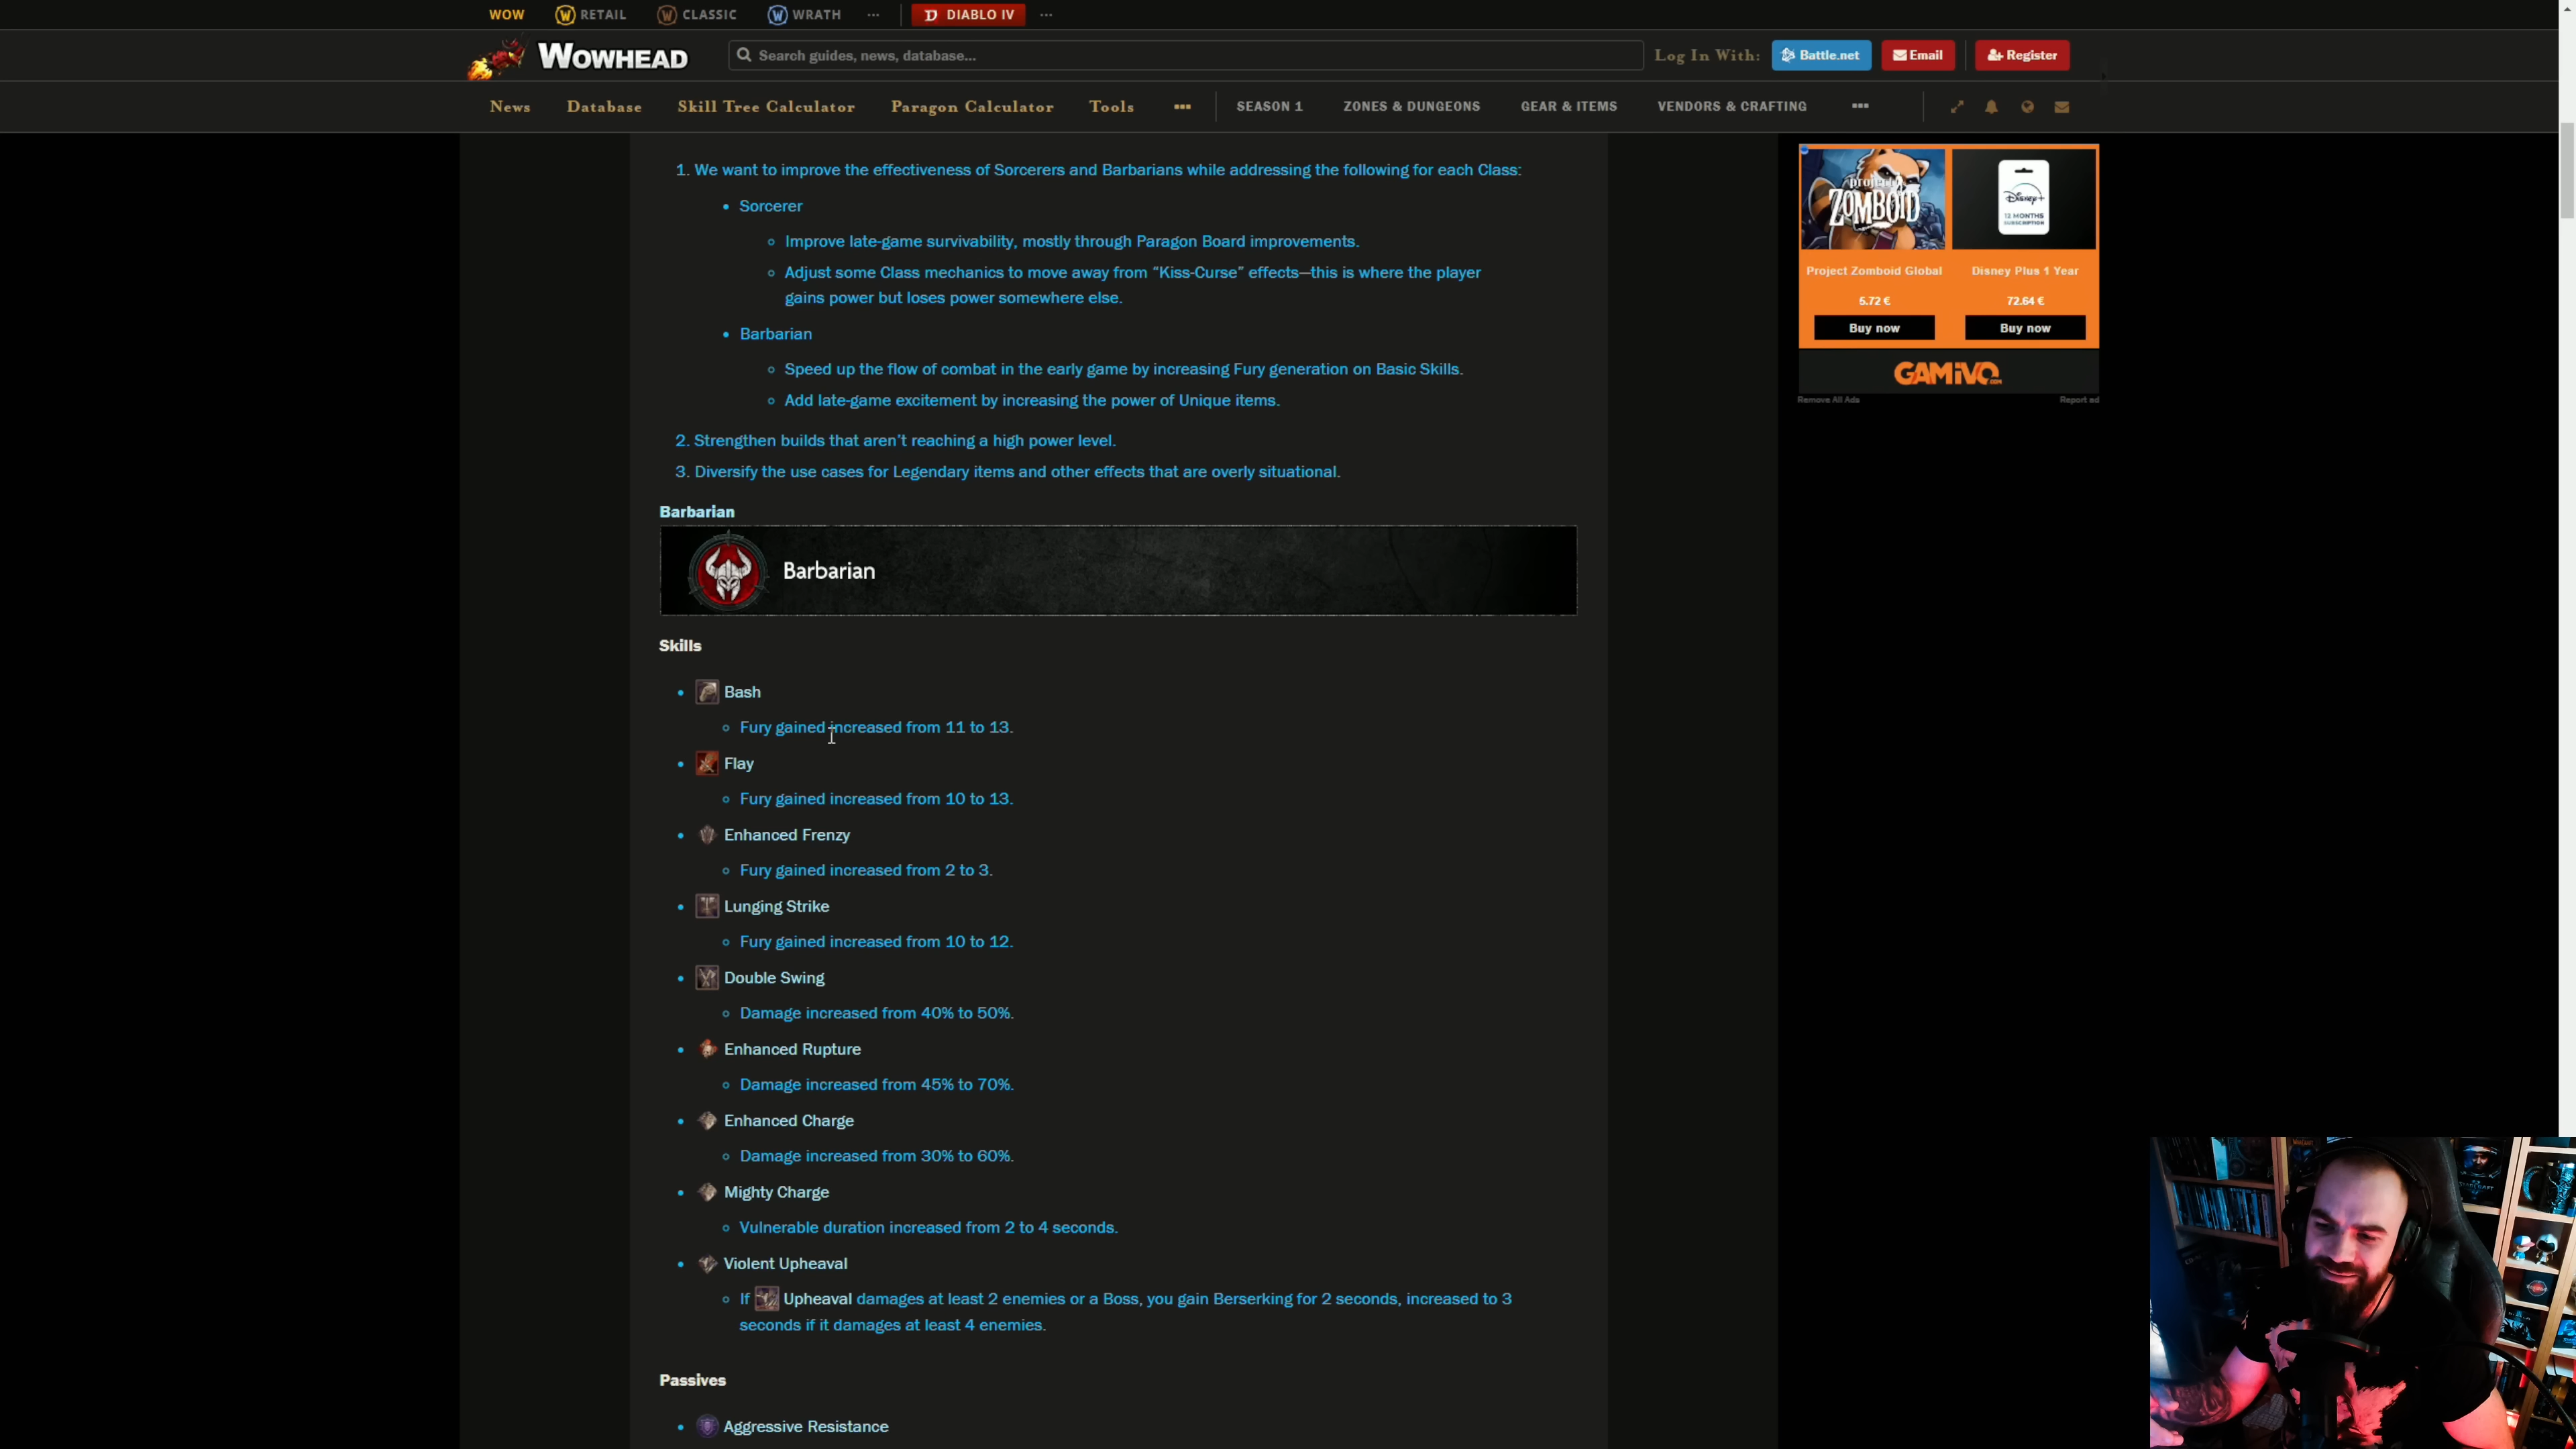 WOW RETAIL CLASSIC WRATH ... DIABLO IV ...
WOWHEAD Search guides, news, database... Log In With: Battle.net Email Register
News Database Skill Tree Calculator Paragon Calculator Tools ... SEASON 1 ZONES & DUNGEONS GEAR & ITEMS VENDORS & CRAFTING ...
1. We want to improve the effectiveness of Sorcerers and Barbarians while addressing the following for each Class:
Sorcerer
Improve late-game survivability, mostly through Paragon Board improvements.
Adjust some Class mechanics to move away from “Kiss-Curse” effects—this is where the player
gains power but loses power somewhere else.
Barbarian
Speed up the flow of combat in the early game by increasing Fury generation on Basic Skills.
Add late-game excitement by increasing the power of Unique items.
2. Strengthen builds that aren’t reaching a high power level.
3. Diversify the use cases for Legendary items and other effects that are overly situational.
Barbarian
Barbarian
Skills
Bash
Fury gained increased from 11 to 13.
Flay
Fury gained increased from 10 to 13.
Enhanced Frenzy
Fury gained increased from 2 to 3.
Lunging Strike
Fury gained increased from 10 to 12.
Double Swing
Damage increased from 40% to 50%.
Enhanced Rupture
Damage increased from 45% to 70%.
Enhanced Charge
Damage increased from 30% to 60%.
Mighty Charge
Vulnerable duration increased from 2 to 4 seconds.
Violent Upheaval
If Upheaval damages at least 2 enemies or a Boss, you gain Berserking for 2 seconds, increased to 3
seconds if it damages at least 4 enemies.
Passives
Aggressive Resistance
project ZOMBOID
Disney+
12 MONTHS
SUBSCRIPTION
Project Zomboid Global Disney Plus 1 Year
5.72 € 72.64 €
Buy now Buy now
GAMIVO.COM
Remove All Ads Report ad